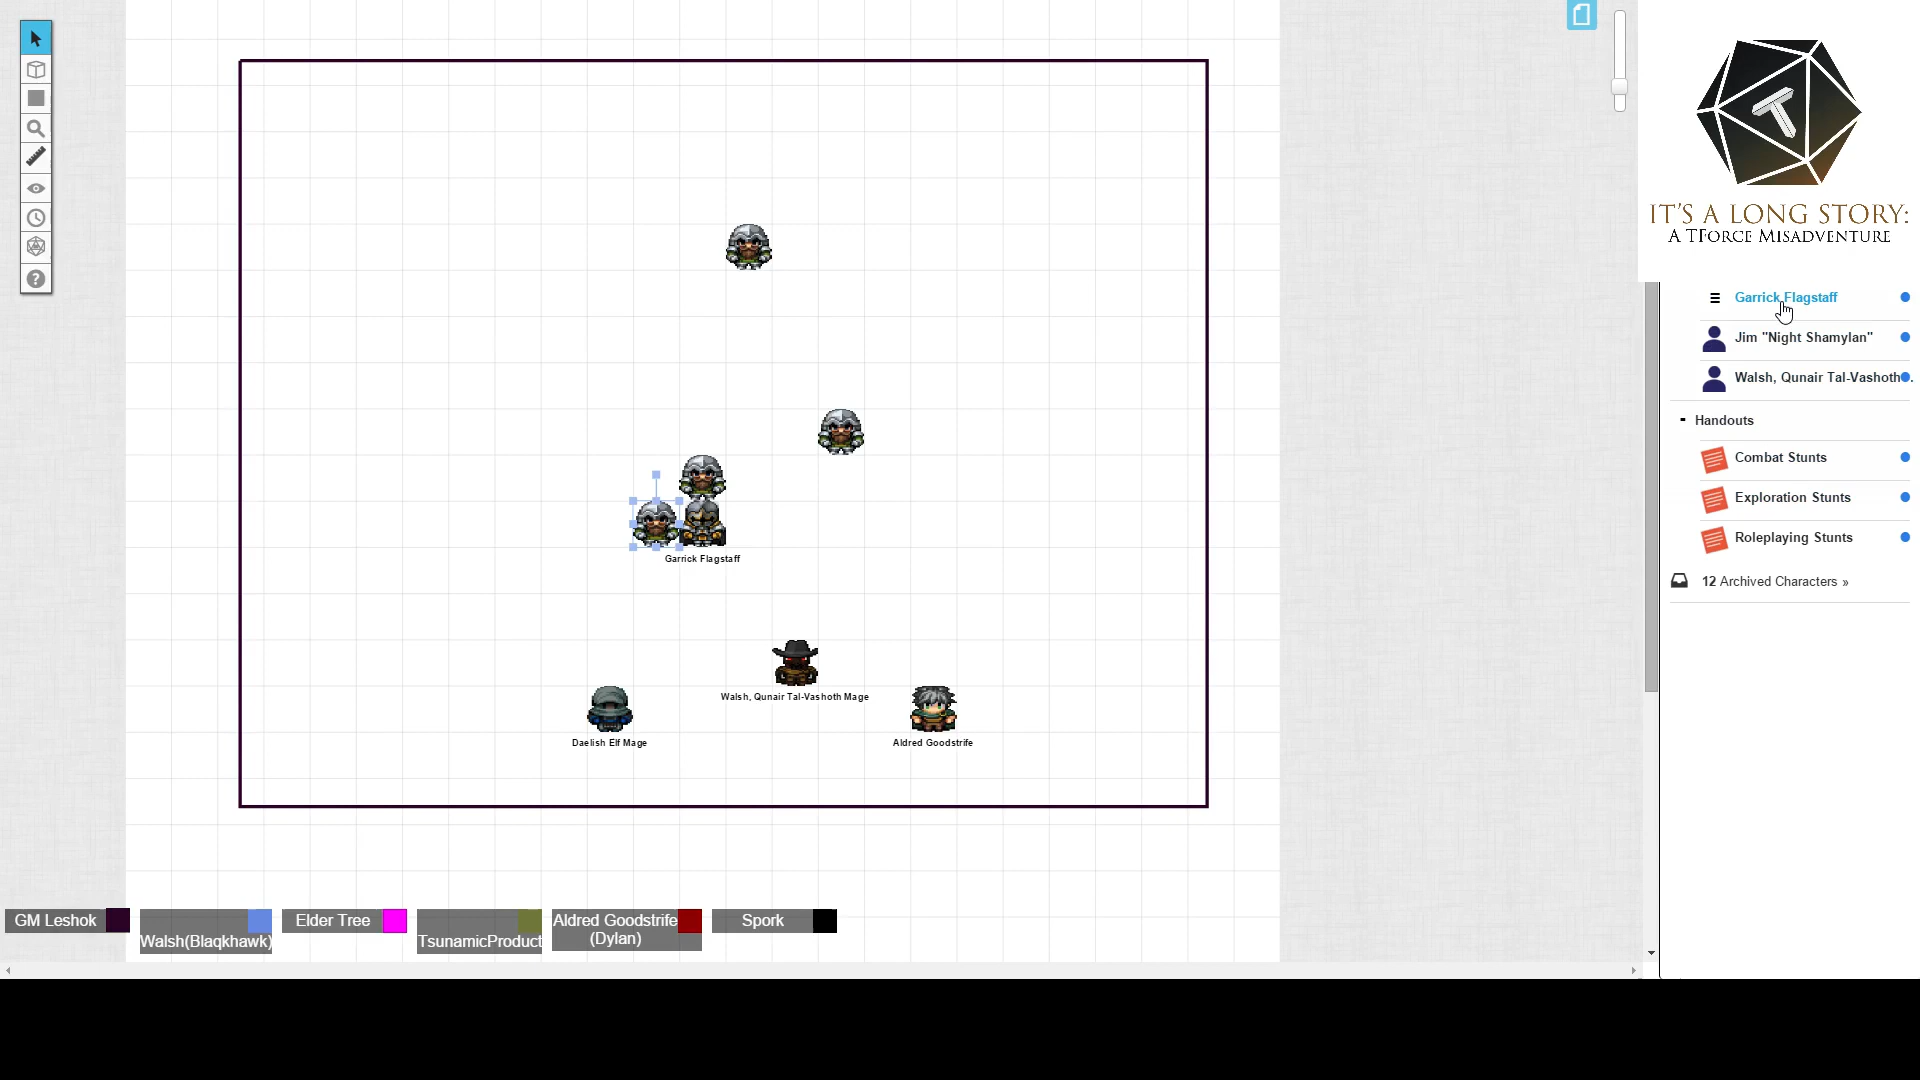 IT'S A LONG STORY:
A TFORCE MISADVENTURE
Garrick Flagstaff
Jim "Night Shamylan"
Walsh, Qunair Tal-Vashoth
Handouts
Combat Stunts
Exploration Stunts
Roleplaying Stunts
12 Archived Characters »
Garrick Flagstaff
Walsh, Qunair Tal-Vashoth Mage
Daelish Elf Mage
Aldred Goodstrife
GM Leshok
Walsh(Blaqkhawk)
Elder Tree
TsunamicProduct
Aldred Goodstrife
(Dylan)
Spork